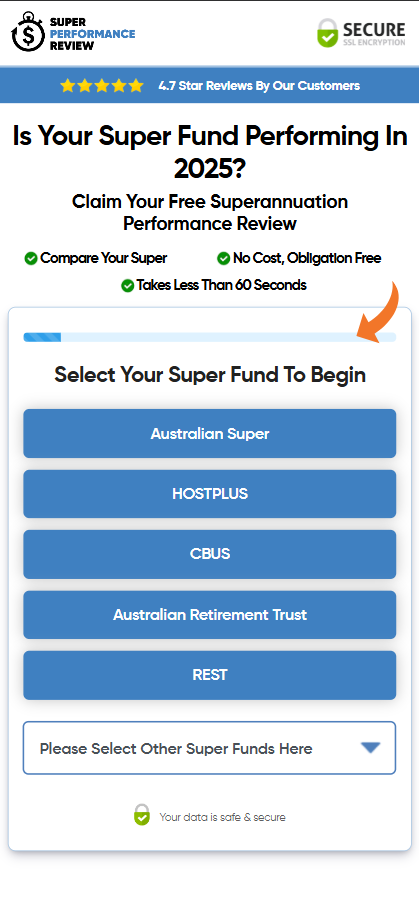 SUPER
PERFORMANCE
REVIEW
SECURE
SSL ENCRYPTION
4.7 Star Reviews By Our Customers
Is Your Super Fund Performing In
2025?
Claim Your Free Superannuation
Performance Review
Compare Your Super
No Cost, Obligation Free
Takes Less Than 60 Seconds
Select Your Super Fund To Begin
Australian Super
HOSTPLUS
CBUS
Australian Retirement Trust
REST
Please Select Other Super Funds Here
Your data is safe & secure